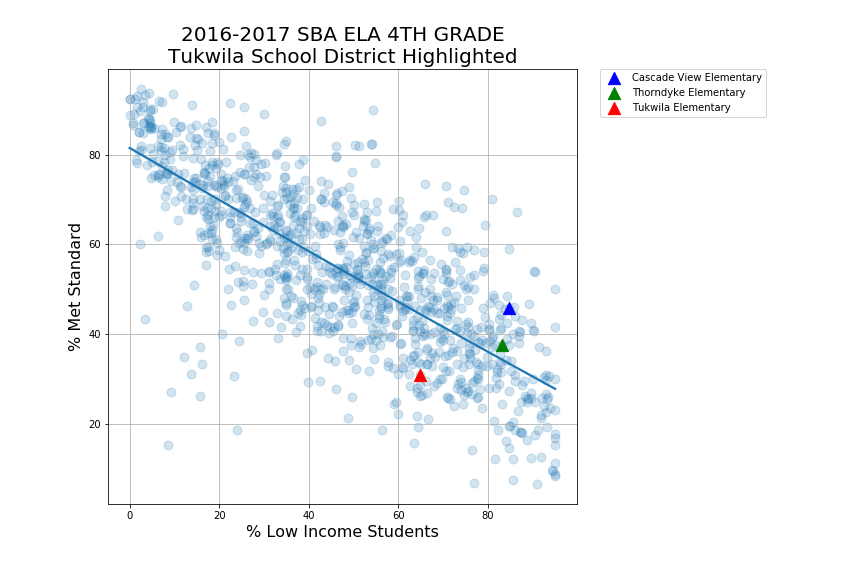 2016-2017 SBA ELA 4TH GRADE
Tukwila School District Highlighted
Cascade View Elementary
Thorndyke Elementary
Tukwila Elementary
% Met Standard
80
60
40
20
0 20 40 60 80
% Low Income Students